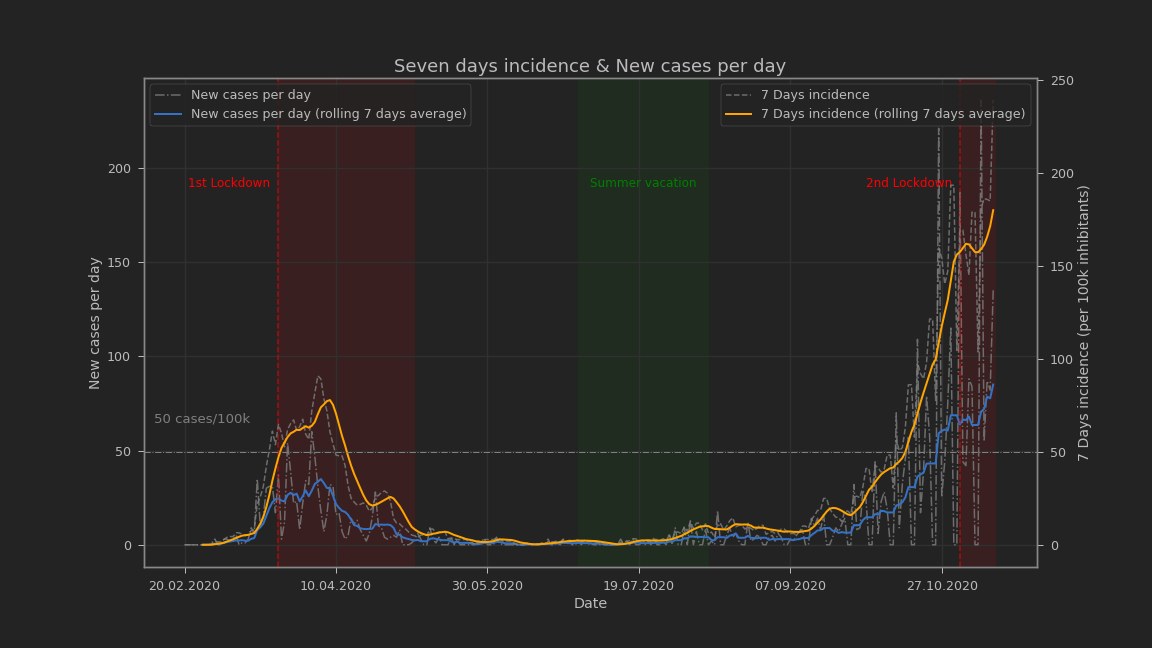 Seven days incidence & New cases per day
New cases per day
New cases per day (rolling 7 days average)
7 Days incidence
7 Days incidence (rolling 7 days average)
1st Lockdown
Summer vacation
2nd Lockdown
50 cases/100k
New cases per day
200
150
100
50
0
7 Days incidence (per 100k inhibitants)
250
200
150
100
50
0
20.02.2020
10.04.2020
30.05.2020
19.07.2020
07.09.2020
27.10.2020
Date